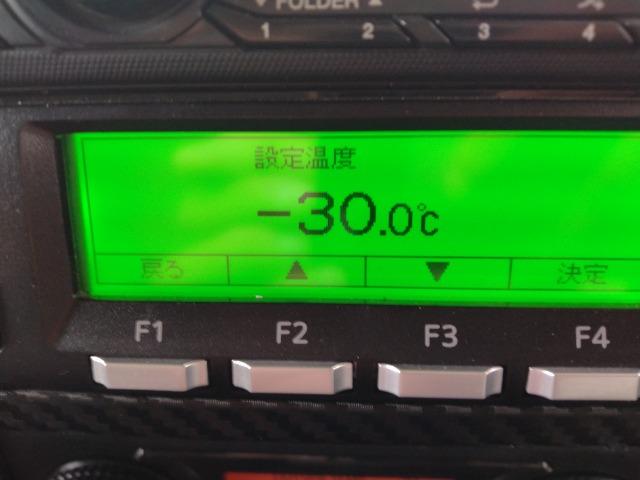 ▼ FOLDER ▲
1 2 3 4
設定温度
-30.0℃
戻る ▲ ▼ 決定
F1 F2 F3 F4